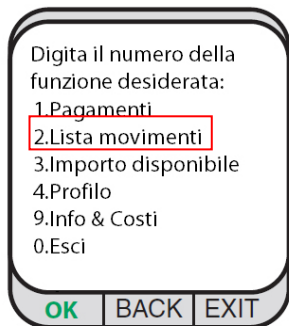 Digita il numero della
funzione desiderata:
1.Pagamenti
2.Lista movimenti
3.Importo disponibile
4.Profilo
9.Info & Costi
0.Esci
OK BACK EXIT